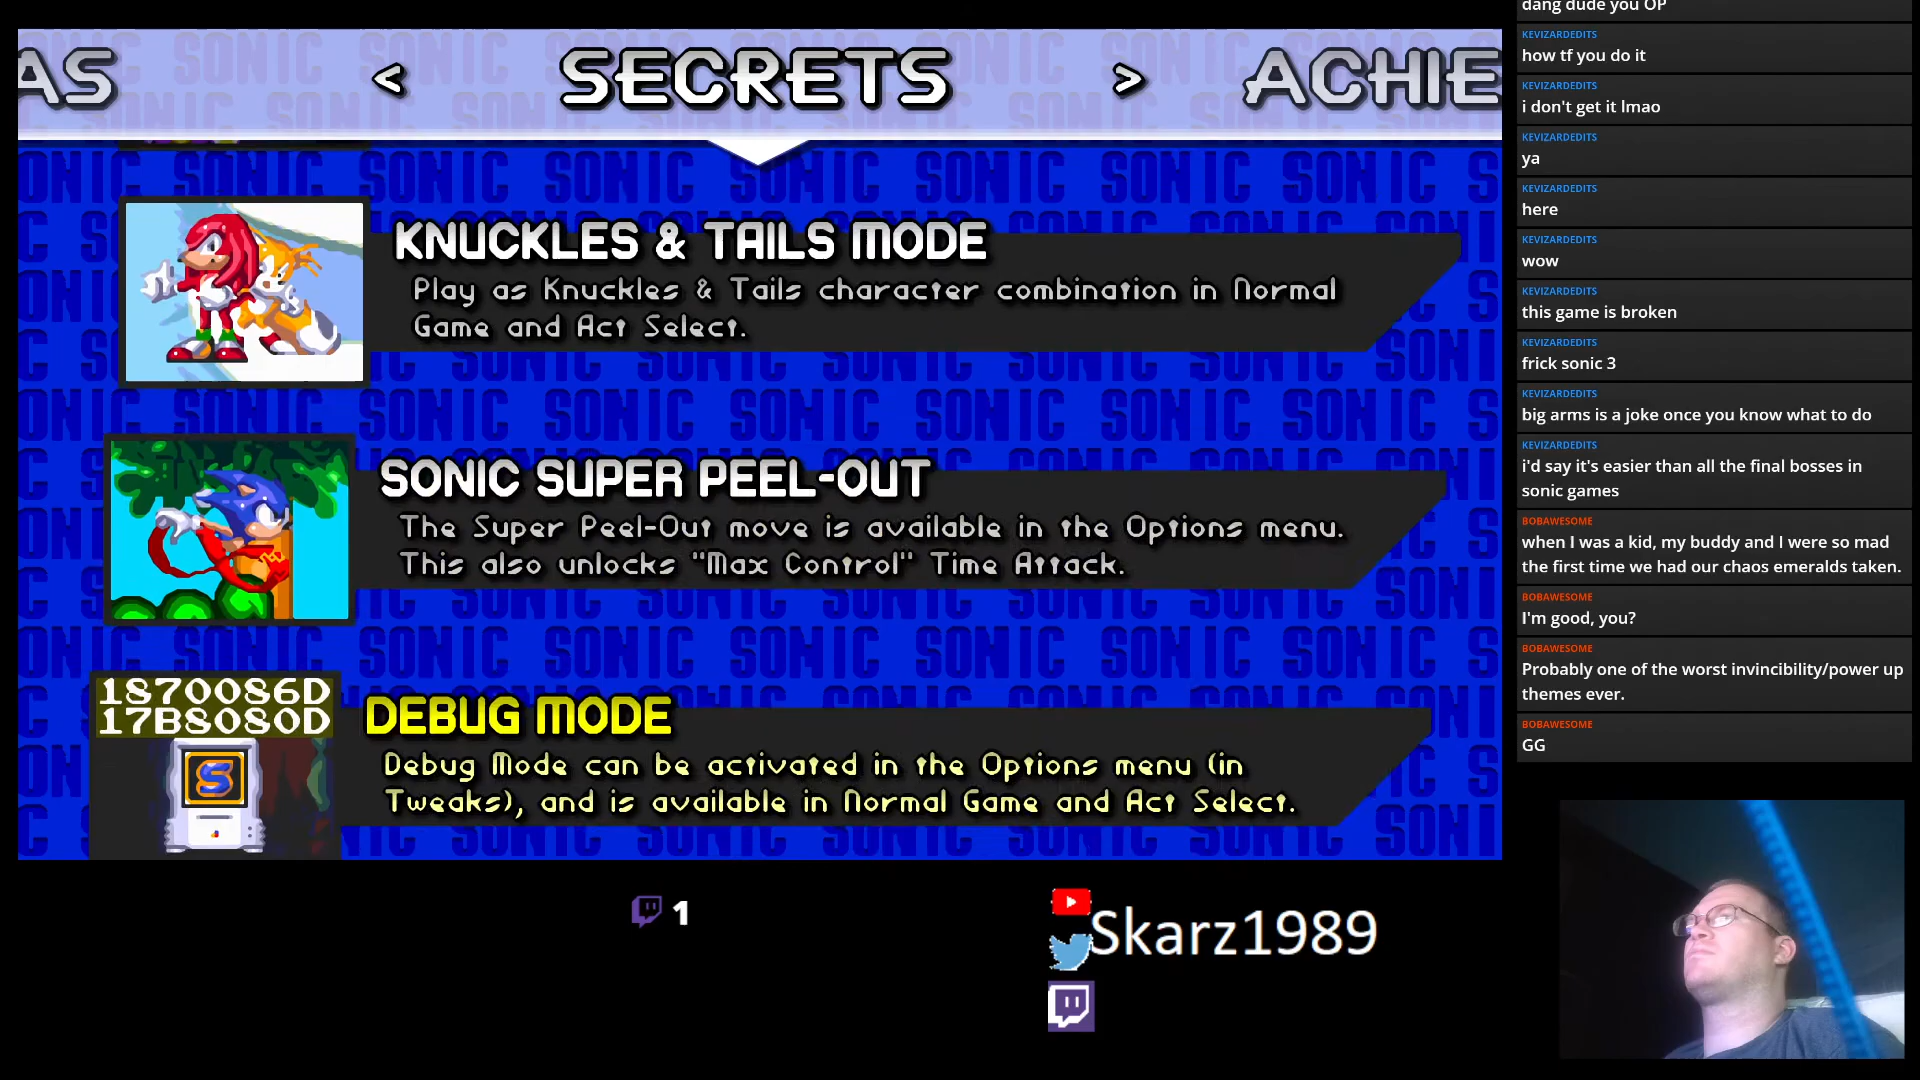 AS
<
SECRETS
>
ACHIE
KNUCKLES & TAILS MODE
Play as Knuckles & Tails character combination in Normal
Game and Act Select.
SONIC SUPER PEEL-OUT
The Super Peel-Out move is available in the Options menu.
This also unlocks "Max Control" Time Attack.
1870086D
17B8080D
DEBUG MODE
Debug Mode can be activated in the Options menu (in
Tweaks), and is available in Normal Game and Act Select.
1
Skarz1989
dang dude you OP
KEVIZARDEDITS
how tf you do it
KEVIZARDEDITS
i don't get it lmao
KEVIZARDEDITS
ya
KEVIZARDEDITS
here
KEVIZARDEDITS
wow
KEVIZARDEDITS
this game is broken
KEVIZARDEDITS
frick sonic 3
KEVIZARDEDITS
big arms is a joke once you know what to do
KEVIZARDEDITS
i'd say it's easier than all the final bosses in
sonic games
BOBAWESOME
when I was a kid, my buddy and I were so mad
the first time we had our chaos emeralds taken.
BOBAWESOME
I'm good, you?
BOBAWESOME
Probably one of the worst invincibility/power up
themes ever.
BOBAWESOME
GG